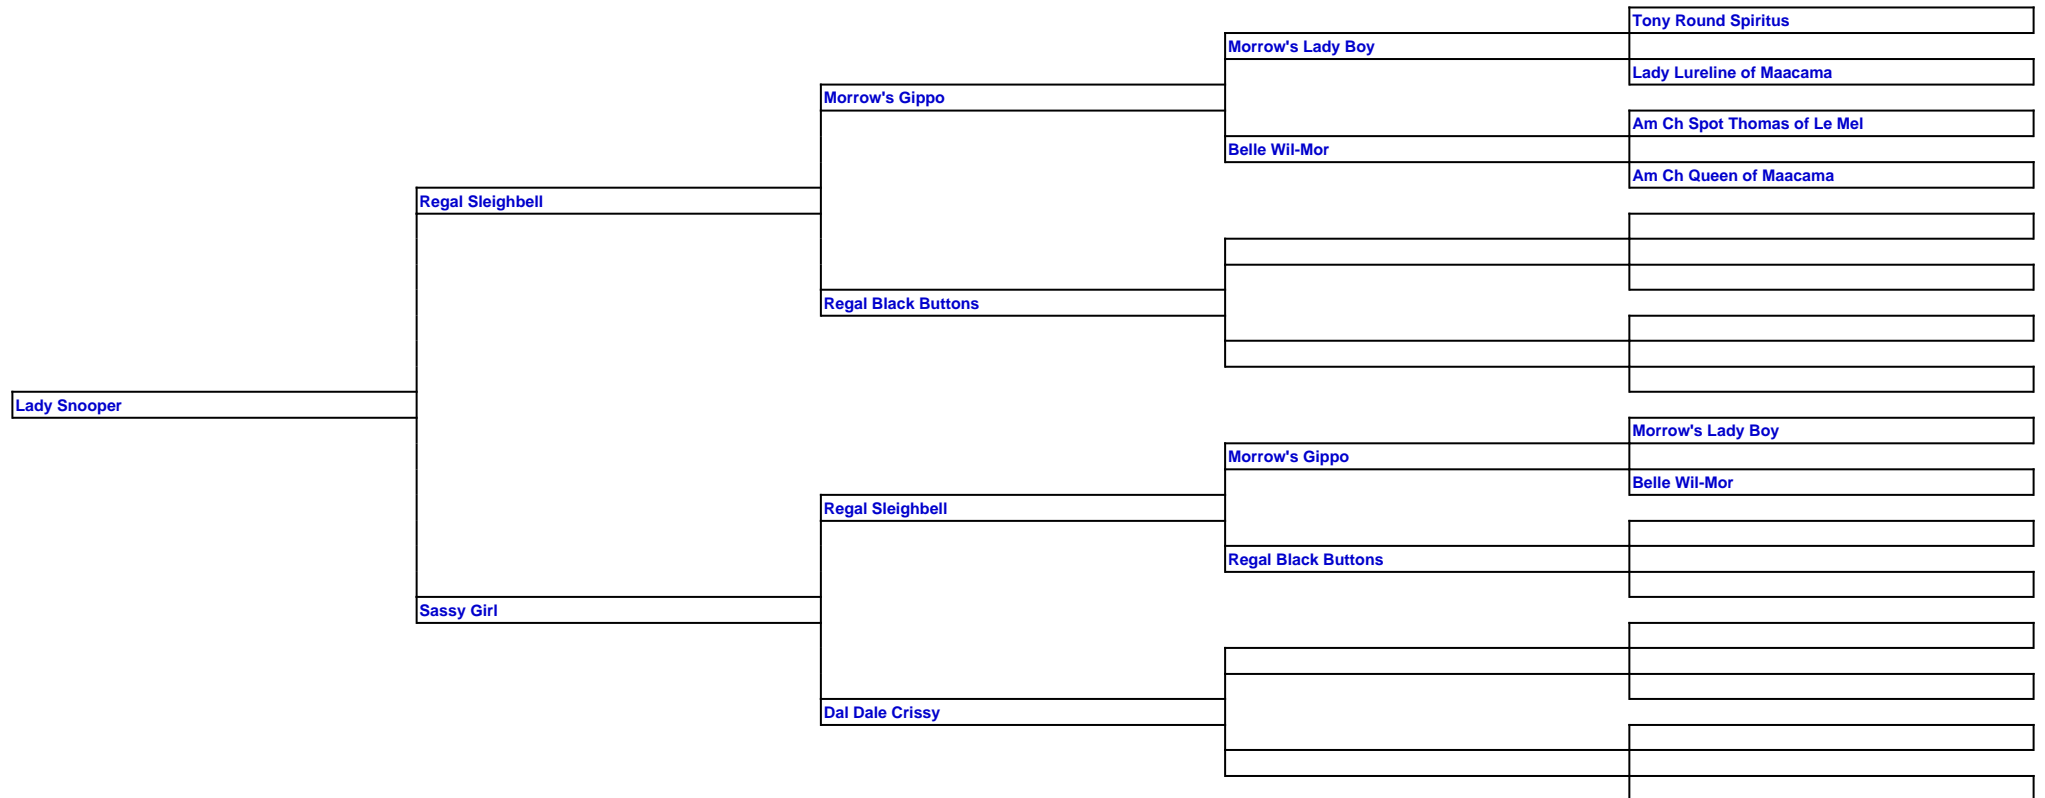 Tony Round Spiritus
Morrow's Lady Boy
Lady Lureline of Maacama
Morrow's Gippo
Am Ch Spot Thomas of Le Mel
Belle Wil-Mor
Am Ch Queen of Maacama
Regal Sleighbell
Regal Black Buttons
Lady Snooper
Morrow's Lady Boy
Morrow's Gippo
Belle Wil-Mor
Regal Sleighbell
Regal Black Buttons
Sassy Girl
Dal Dale Crissy